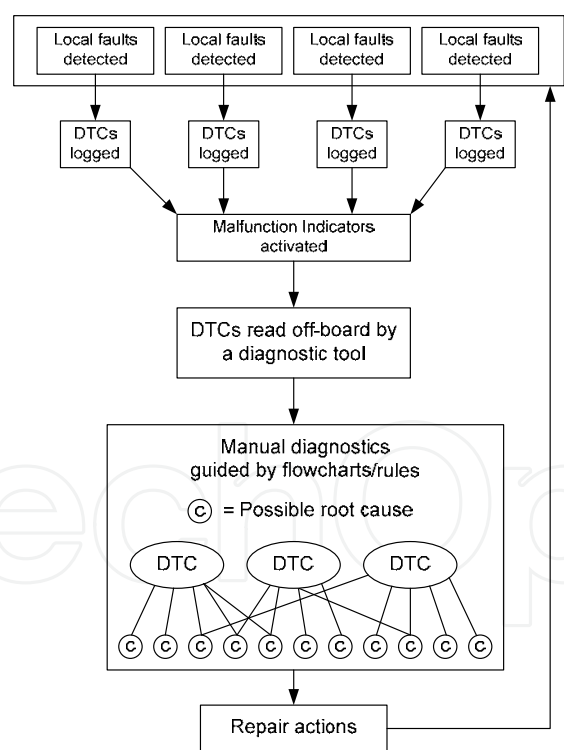 Local faults
detected
Local faults
detected
Local faults
detected
Local faults
detected
DTCs
logged
DTCs
logged
DTCs
logged
DTCs
logged
Malfunction Indicators
activated
DTCs read off-board by
a diagnostic tool
Manual diagnostics
guided by flowcharts/rules
C = Possible root cause
DTC DTC DTC
C C C C C C C C C C C
Repair actions